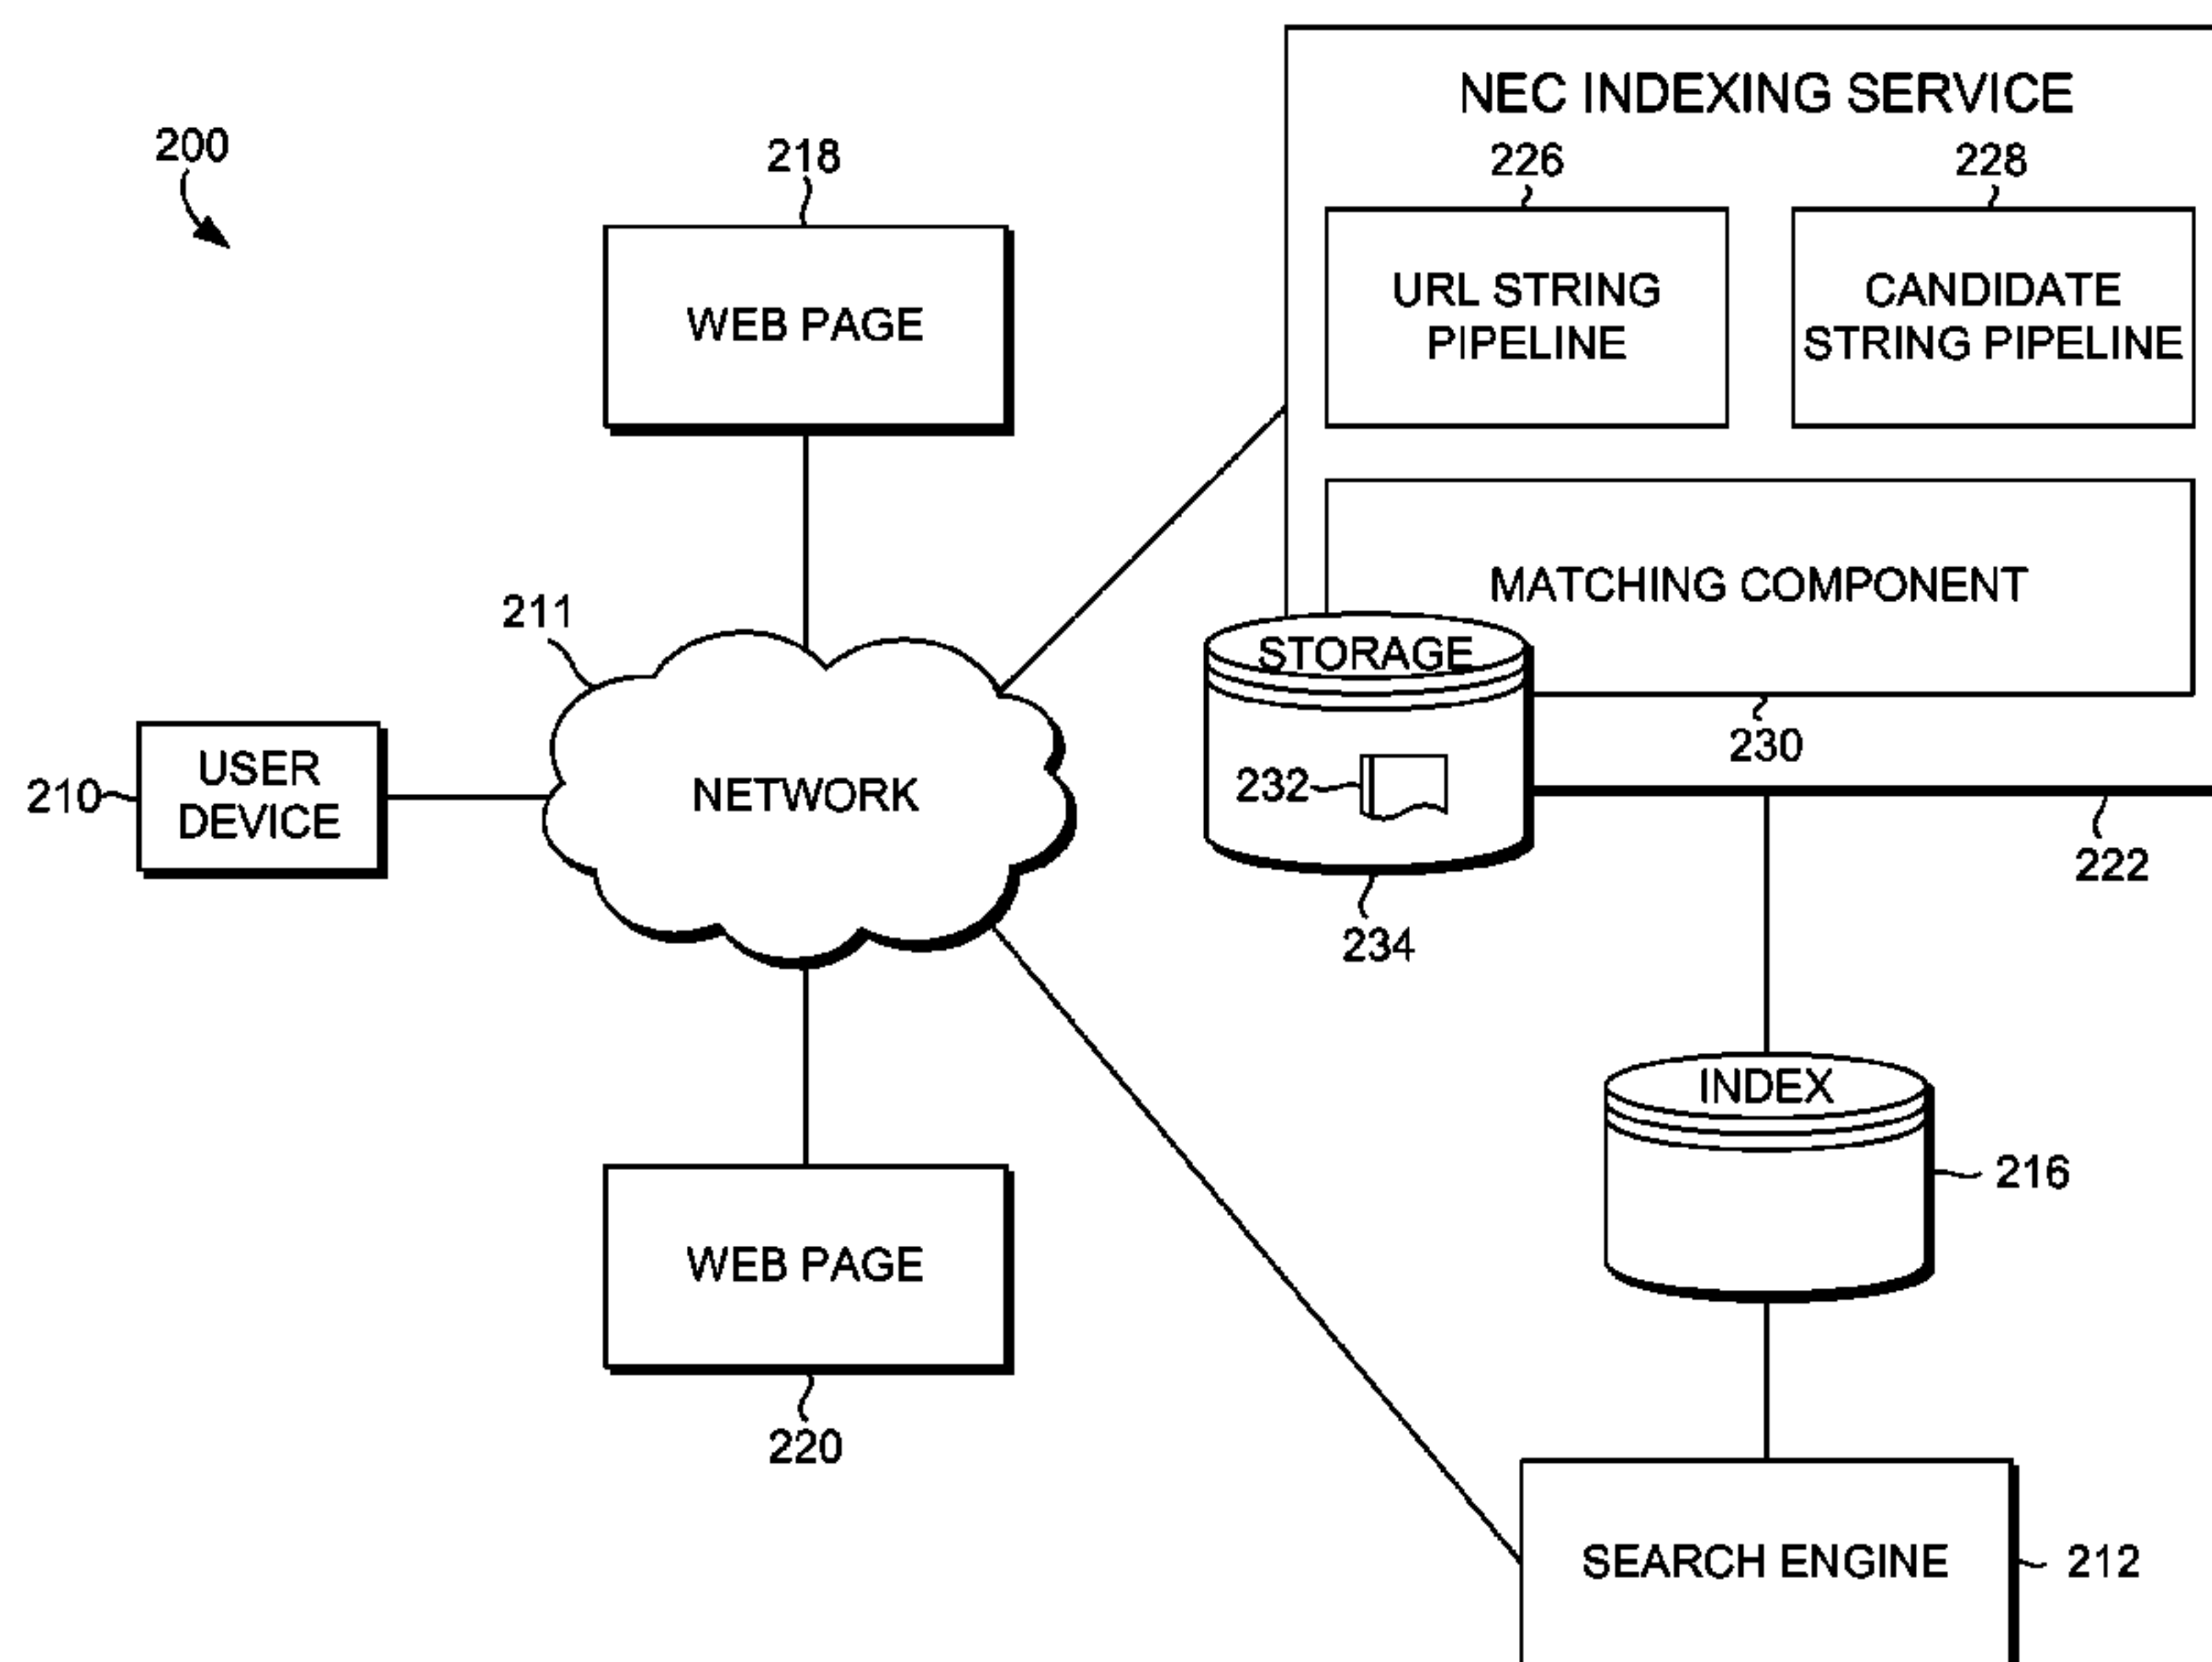 200
218
WEB PAGE
NEC INDEXING SERVICE
226
228
URL STRING
PIPELINE
CANDIDATE
STRING PIPELINE
MATCHING COMPONENT
211
STORAGE
230
210
USER
DEVICE
NETWORK
232
222
234
INDEX
216
WEB PAGE
220
SEARCH ENGINE
212